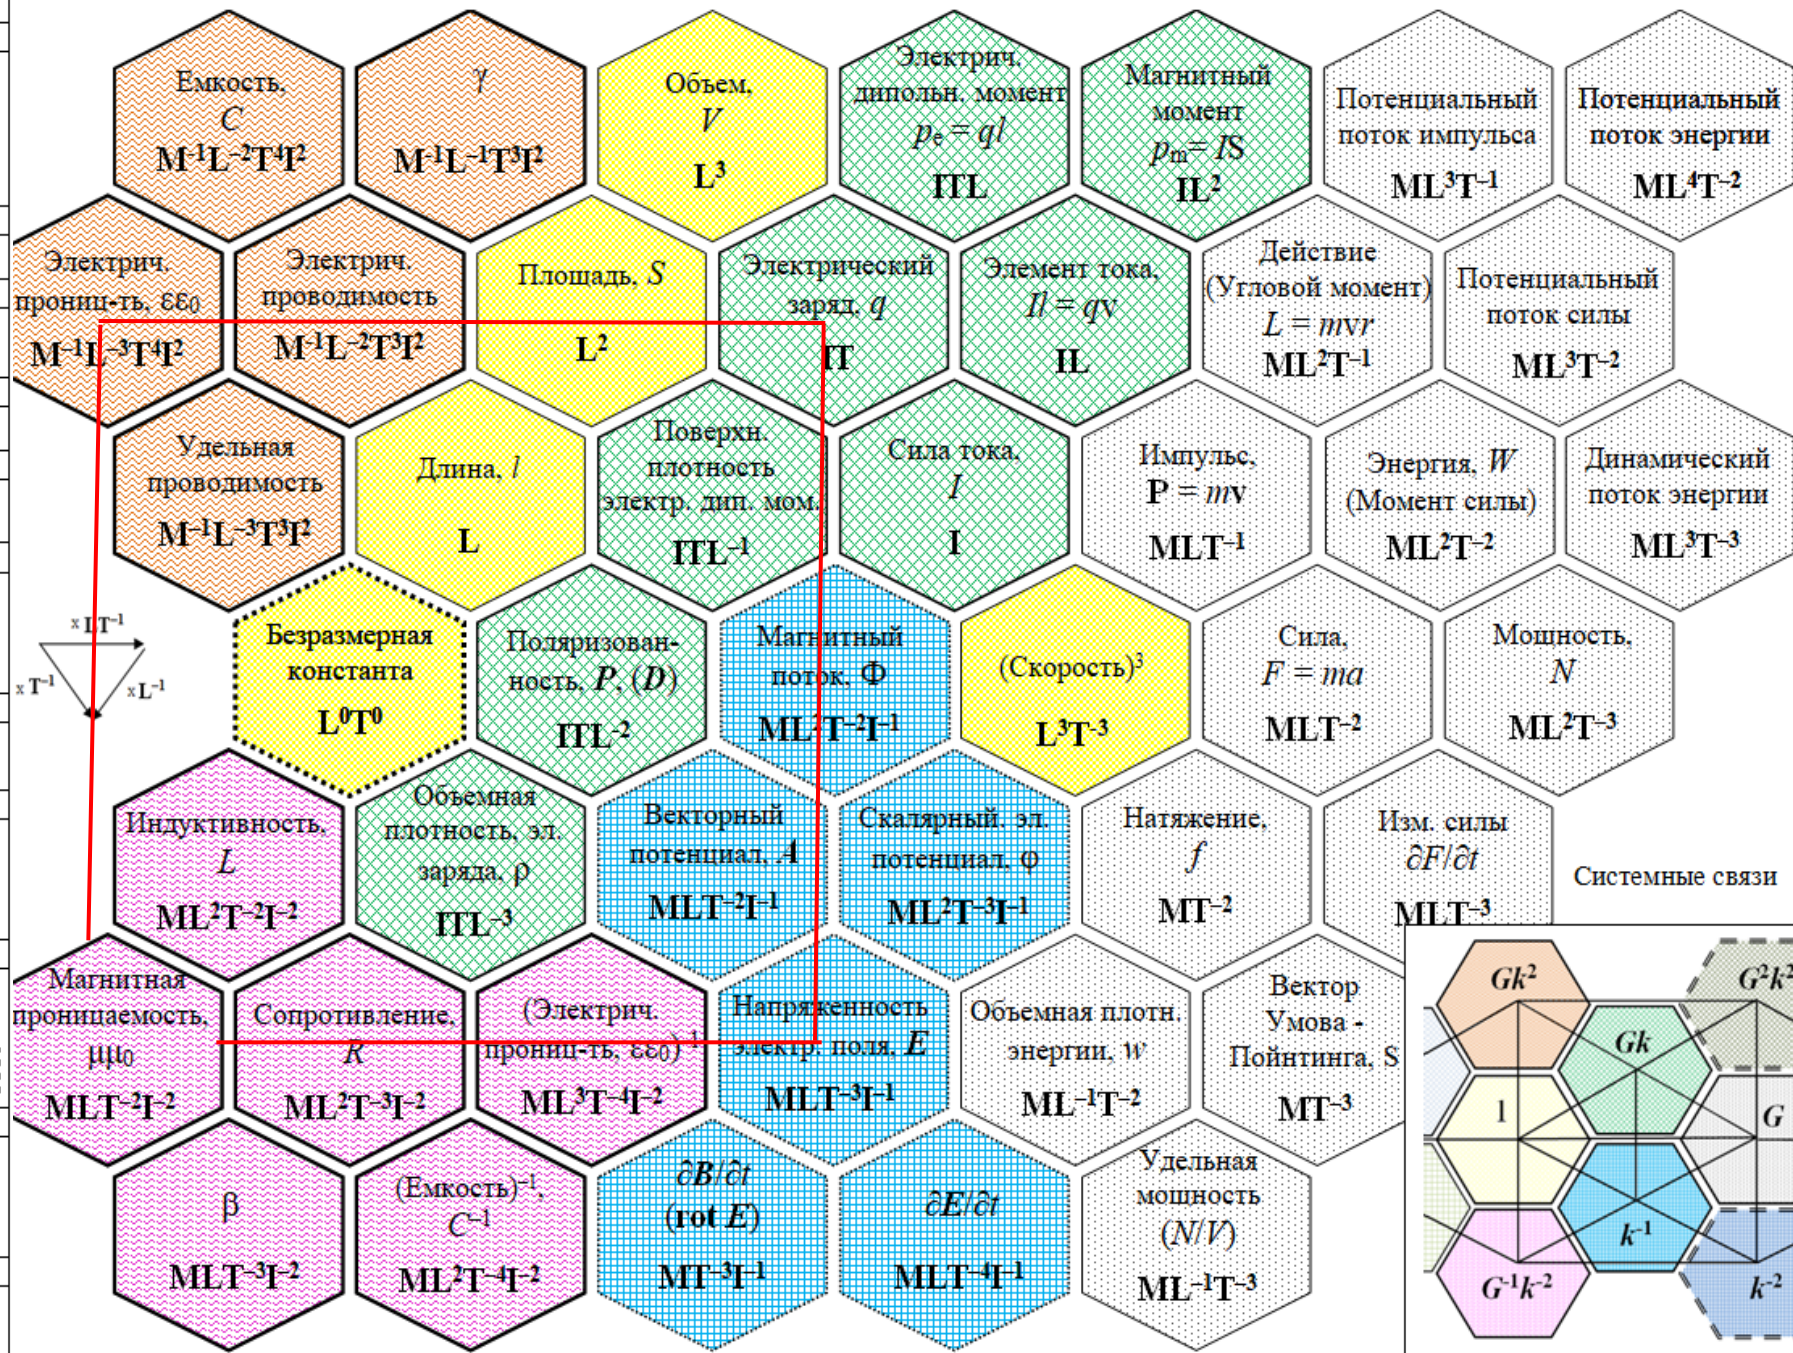 Емкость,
C
M⁻¹L⁻²T⁴I²
γ
M⁻¹L⁻¹T³I²
Объем,
V
L³
Электрич.
дипольн. момент
pₑ = ql
ITL
Магнитный
момент
pₘ= IS
IL²
Потенциальный
поток импульса
ML³T⁻¹
Потенциальный
поток энергии
ML⁴T⁻²
Электрич.
прониц-ть, εε₀
M⁻¹L⁻³T⁴I²
Электрич.
проводимость
M⁻¹L⁻²T³I²
Площадь, S
L²
Электрический
заряд, q
IT
Элемент тока,
Il = qv
IL
Действие
(Угловой момент)
L = mvr
ML²T⁻¹
Потенциальный
поток силы
ML³T⁻²
Удельная
проводимость
M⁻¹L⁻³T³I²
Длина, l
L
Поверхн.
плотность
электр. дип. мом.
ITL⁻¹
Сила тока,
I
I
Импульс,
P = mv
MLT⁻¹
Энергия, W
(Момент силы)
ML²T⁻²
Динамический
поток энергии
ML³T⁻³
x LT⁻¹
x T⁻¹
x L⁻¹
Безразмерная
константа
L⁰T⁰
Поляризован-
ность, P, (D)
ITL⁻²
Магнитный
поток, Φ
ML²T⁻²I⁻¹
(Скорость)³
L³T⁻³
Сила,
F = ma
MLT⁻²
Мощность,
N
ML²T⁻³
Индуктивность,
L
ML²T⁻²I⁻²
Объемная
плотность, эл.
заряда, ρ
ITL⁻³
Векторный
потенциал, A
MLT⁻²I⁻¹
Скалярный. эл.
потенциал, φ
ML²T⁻³I⁻¹
Натяжение,
f
MT⁻²
Изм. силы
∂F/∂t
MLT⁻³
Системные связи
Магнитная
проницаемость,
μμ₀
MLT⁻²I⁻²
Сопротивление,
R
ML²T⁻³I⁻²
(Электрич.
прониц-ть, εε₀)⁻¹
ML³T⁻⁴I⁻²
Напряженность
электр. поля, E
MLT⁻³I⁻¹
Объемная плотн.
энергии, w
ML⁻¹T⁻²
Вектор
Умова -
Пойнтинга, S
MT⁻³
β
MLT⁻³I⁻²
(Емкость)⁻¹,
C⁻¹
ML²T⁻⁴I⁻²
∂B/∂t
(rot E)
MT⁻³I⁻¹
∂E/∂t
MLT⁻⁴I⁻¹
Удельная
мощность
(N/V)
ML⁻¹T⁻³
Gk²
G²k²
Gk
1
G
k⁻¹
G⁻¹k⁻²
k⁻²